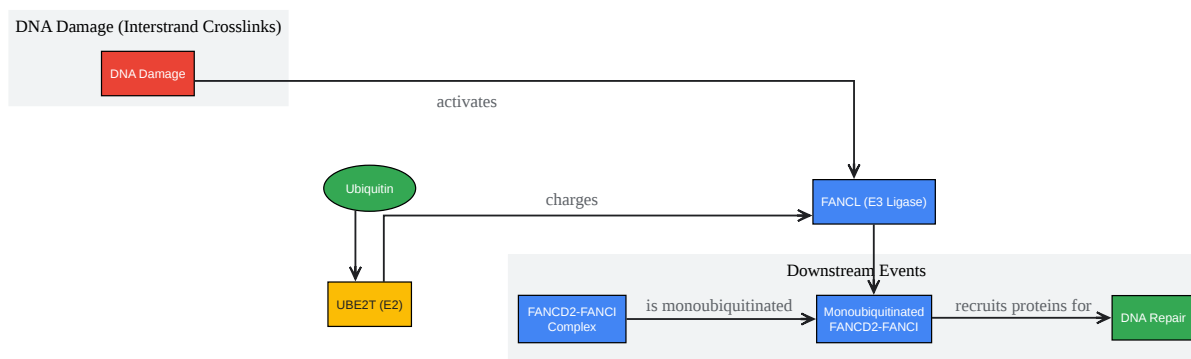 DNA Damage (Interstrand Crosslinks)
DNA Damage
activates
Ubiquitin
charges
FANCL (E3 Ligase)
UBE2T (E2)
Downstream Events
FANCD2-FANCI
Complex
is monoubiquitinated
Monoubiquitinated
FANCD2-FANCI
recruits proteins for
DNA Repair